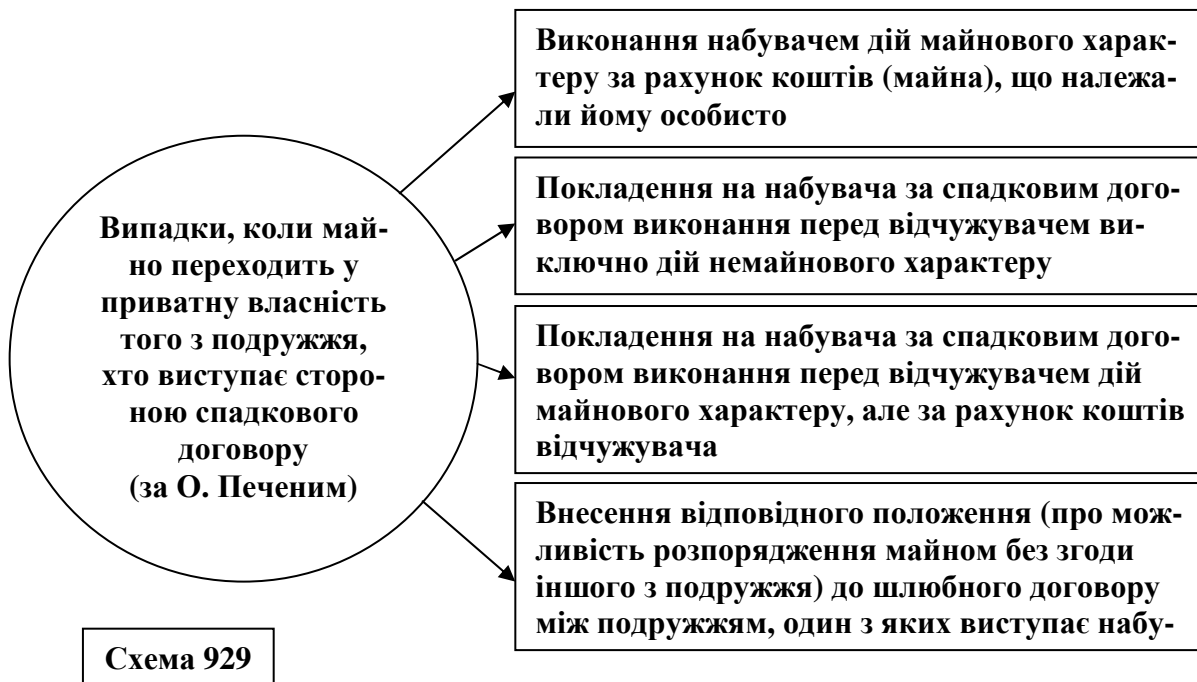 Випадки, коли май-
но переходить у
приватну власність
того з подружжя,
хто виступає сторо-
ною спадкового
договору
(за О. Печеним)
Виконання набувачем дій майнового харак-
теру за рахунок коштів (майна), що належа-
ли йому особисто
Покладення на набувача за спадковим дого-
вором виконання перед відчужувачем ви-
ключно дій немайнового характеру
Покладення на набувача за спадковим дого-
вором виконання перед відчужувачем дій
майнового характеру, але за рахунок коштів
відчужувача
Внесення відповідного положення (про мож-
ливість розпорядження майном без згоди
іншого з подружжя) до шлюбного договору
між подружжям, один з яких виступає набу-
Схема 929